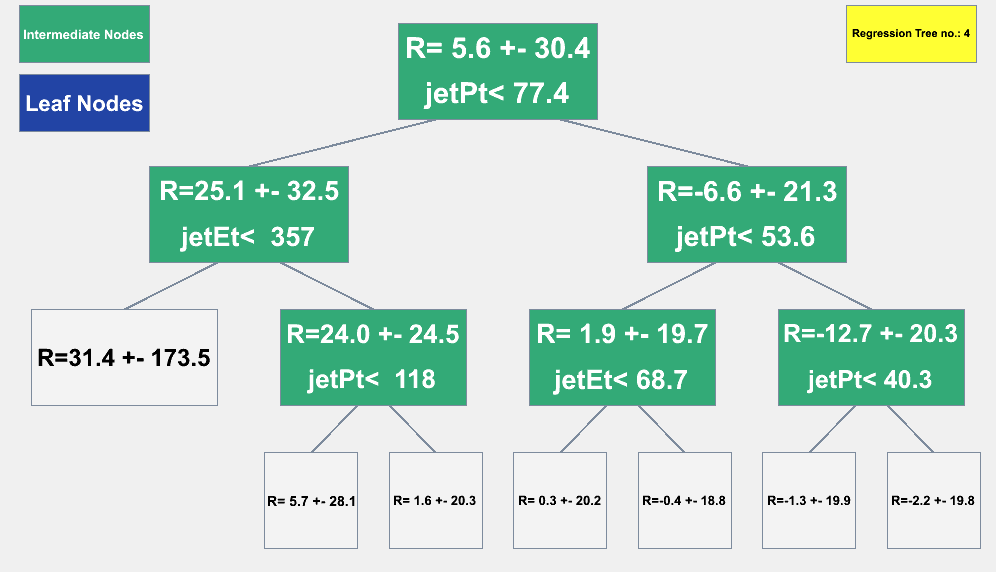 Intermediate Nodes
Leaf Nodes
Regression Tree no.: 4
R= 5.6 +- 30.4
jetPt< 77.4
R=25.1 +- 32.5
jetEt< 357
R=-6.6 +- 21.3
jetPt< 53.6
R=31.4 +- 173.5
R=24.0 +- 24.5
jetPt< 118
R= 1.9 +- 19.7
jetEt< 68.7
R=-12.7 +- 20.3
jetPt< 40.3
R= 5.7 +- 28.1
R= 1.6 +- 20.3
R= 0.3 +- 20.2
R=-0.4 +- 18.8
R=-1.3 +- 19.9
R=-2.2 +- 19.8